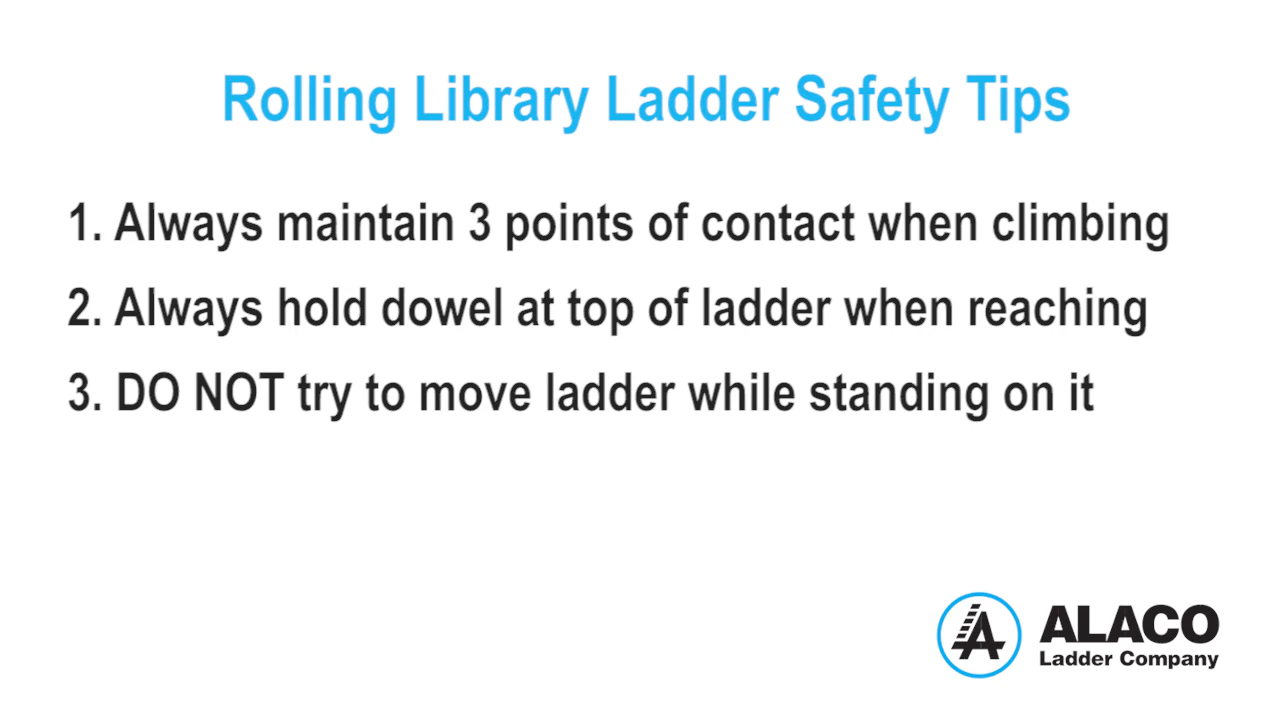 Rolling Library Ladder Safety Tips
1. Always maintain 3 points of contact when climbing
2. Always hold dowel at top of ladder when reaching
3. DO NOT try to move ladder while standing on it
ALACO
Ladder Company